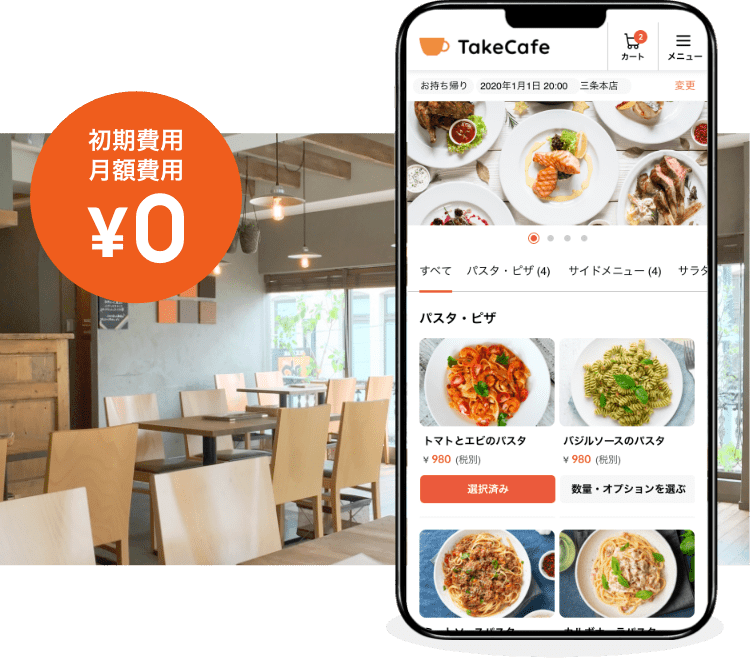 初期費用
月額費用
¥0
TakeCafe
2
カート
メニュー
お持ち帰り 2020年1月1日 20:00 三条本店 変更
すべて パスタ・ピザ (4) サイドメニュー (4) サラダ
パスタ・ピザ
トマトとエビのパスタ
¥ 980 (税別)
選択済み
バジルソースのパスタ
¥ 980 (税別)
数量・オプションを選ぶ